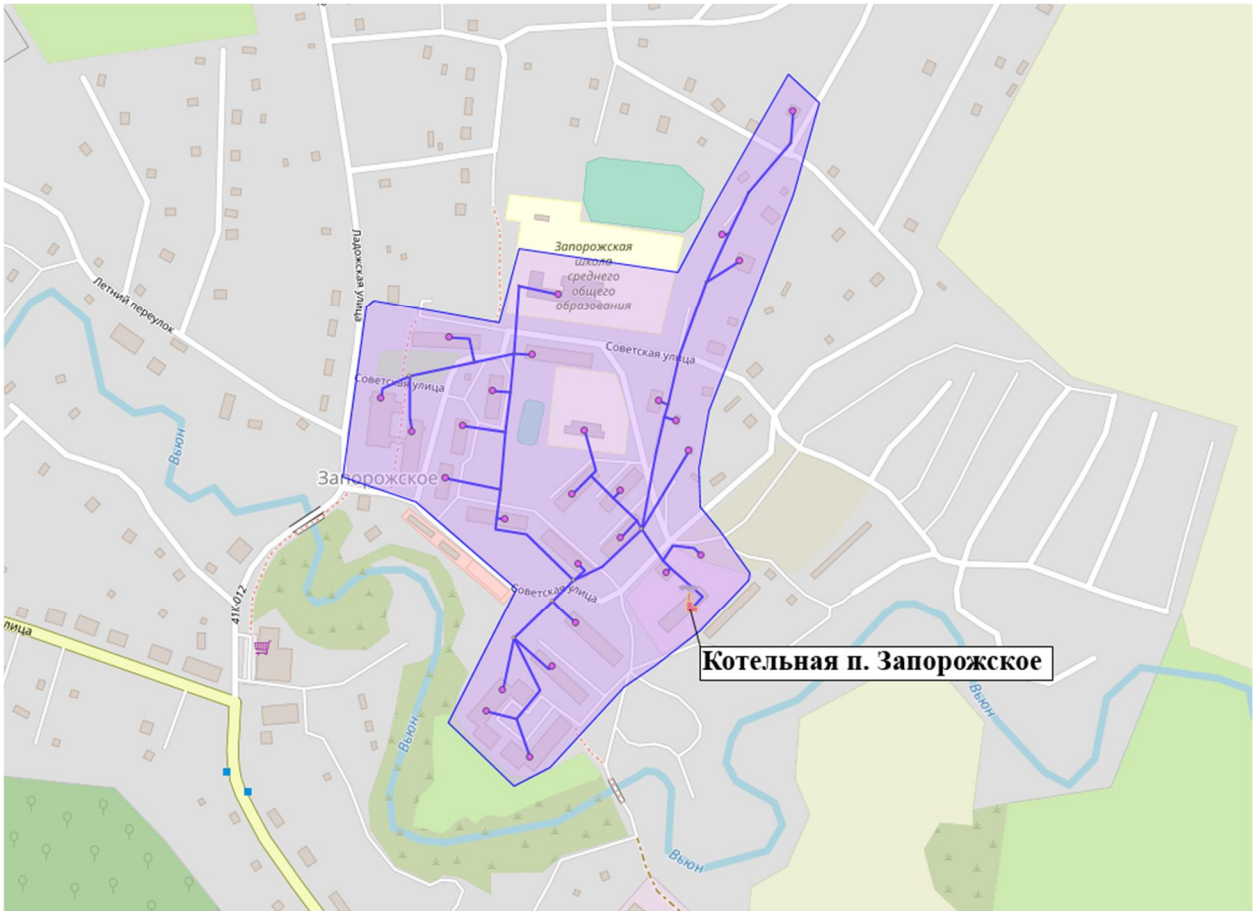 Запорожская
школа
среднего
общего
образования
Ладожская улица
Летний переулок
Советская улица
Советская улица
Вьюн
Запорожское
41К-012
Советская улица
лица
Котельная п. Запорожское
Вьюн
Вьюн
Вьюн